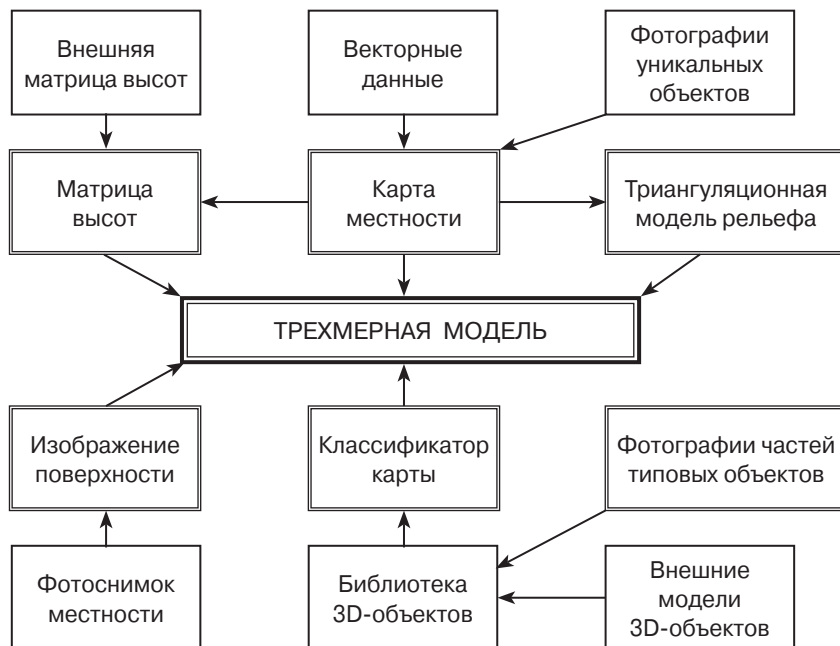 Внешняя
матрица высот
Векторные
данные
Фотографии
уникальных
объектов
Матрица
высот
Карта
местности
Триангуляционная
модель рельефа
ТРЕХМЕРНАЯ МОДЕЛЬ
Изображение
поверхности
Классификатор
карты
Фотографии частей
типовых объектов
Фотоснимок
местности
Библиотека
3D-объектов
Внешние
модели
3D-объектов